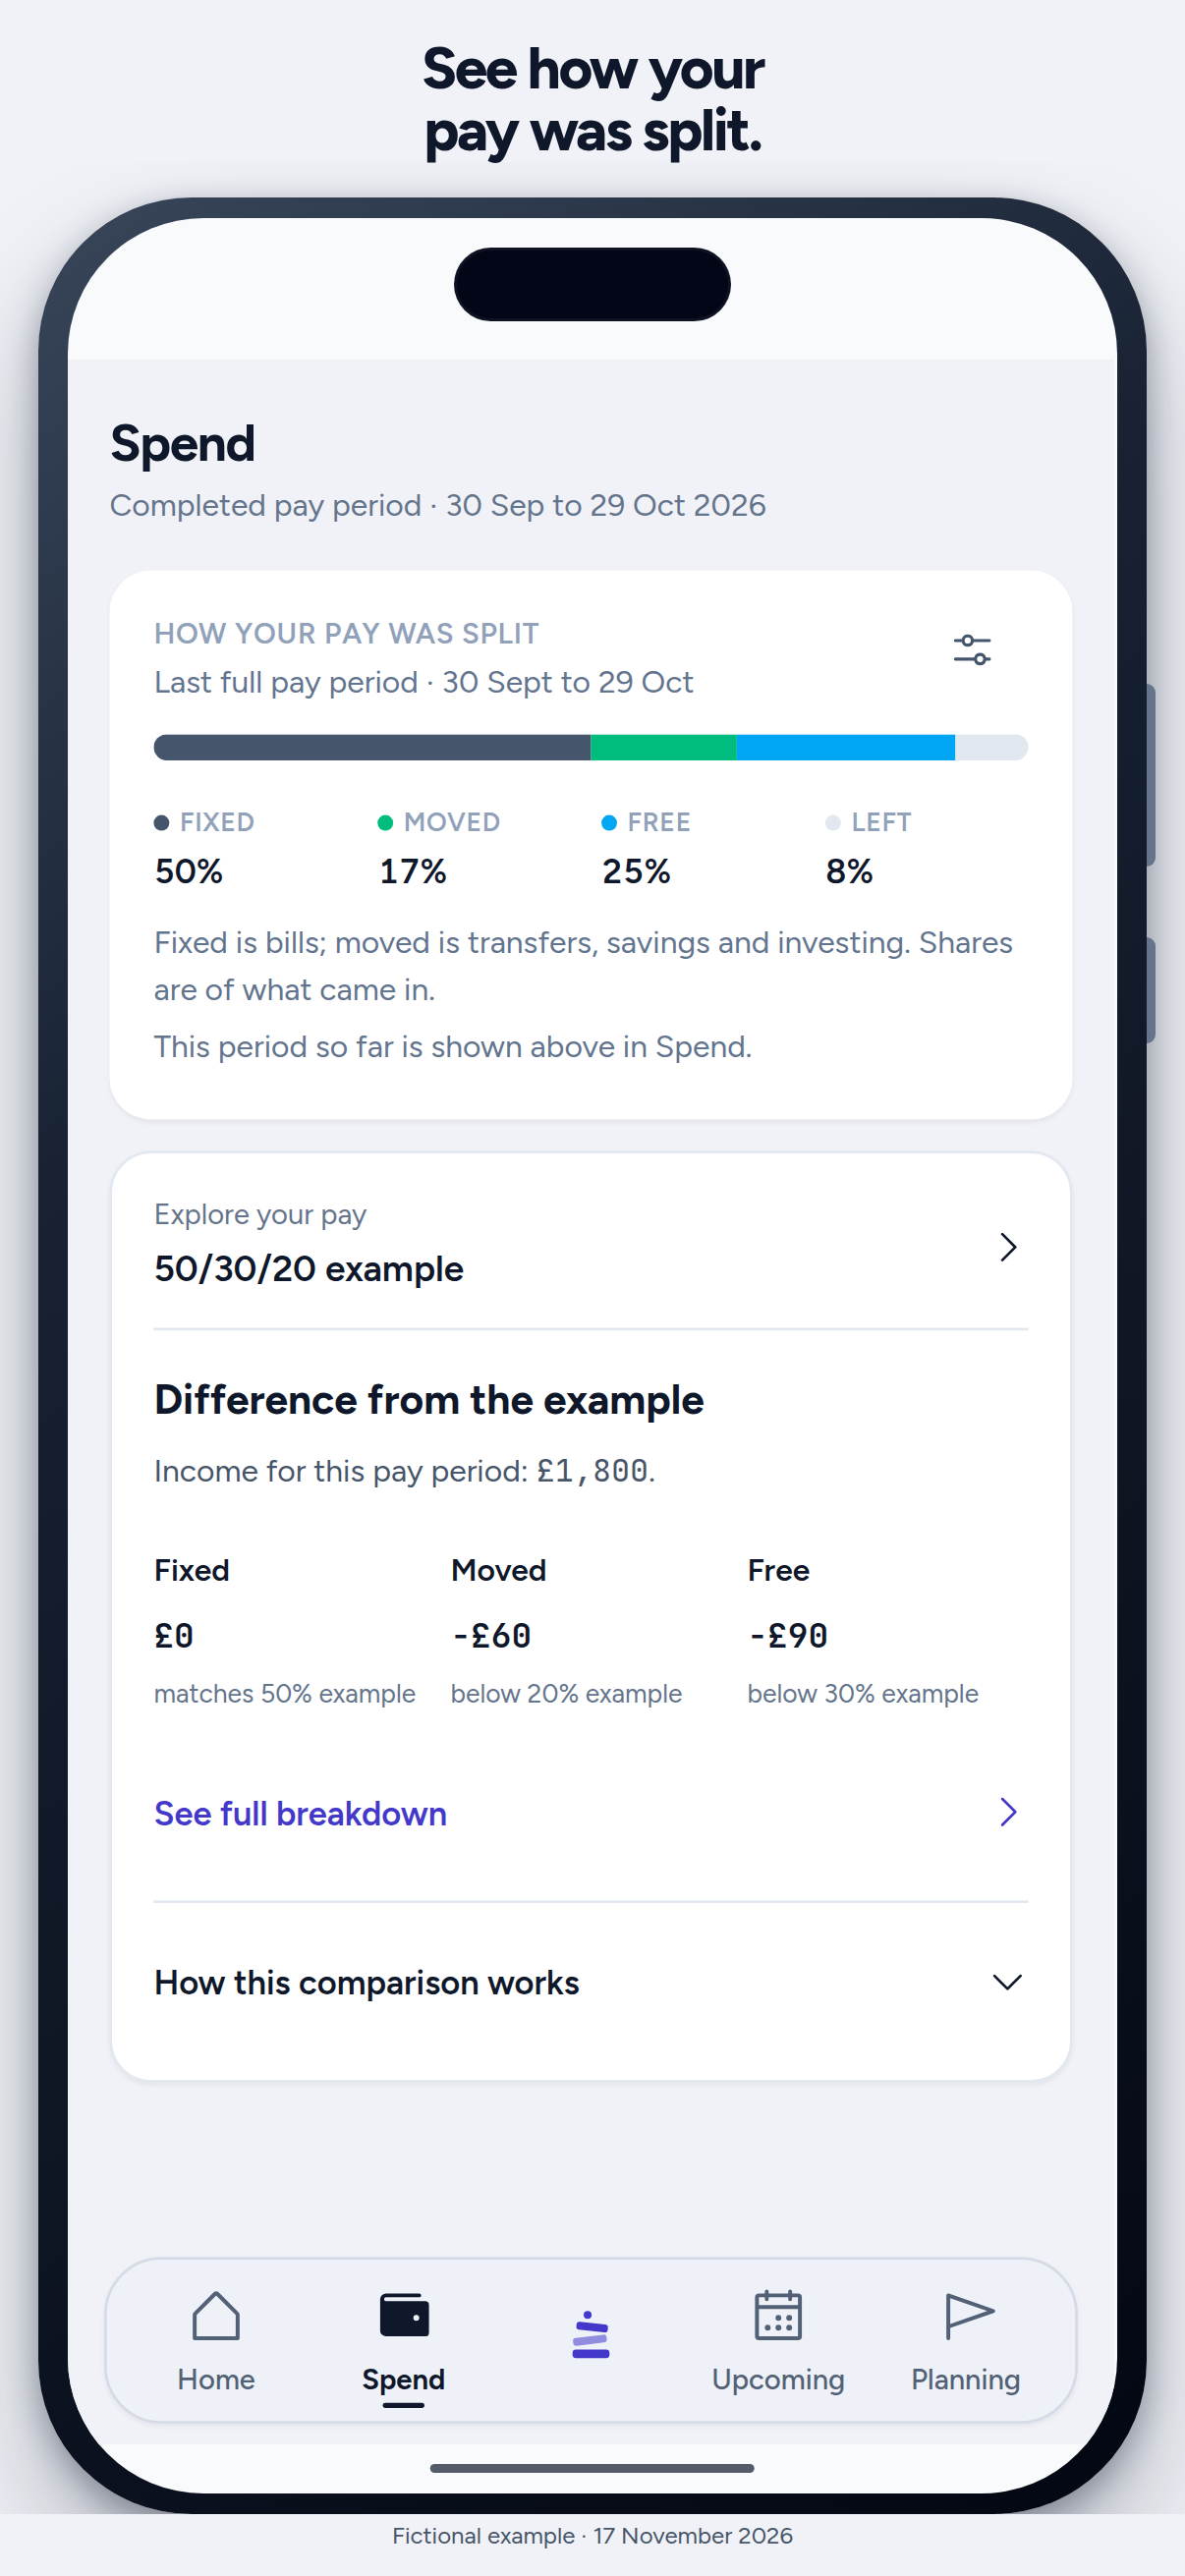 See how your
pay was split.
Spend
Completed pay period · 30 Sep to 29 Oct 2026
HOW YOUR PAY WAS SPLIT
Last full pay period · 30 Sept to 29 Oct
FIXED MOVED FREE LEFT
50% 17% 25% 8%
Fixed is bills; moved is transfers, savings and investing. Shares
are of what came in.
This period so far is shown above in Spend.
Explore your pay
50/30/20 example
Difference from the example
Income for this pay period: £1,800.
Fixed Moved Free
£0 -£60 -£90
matches 50% example below 20% example below 30% example
See full breakdown
How this comparison works
Home Spend Upcoming Planning
Fictional example · 17 November 2026